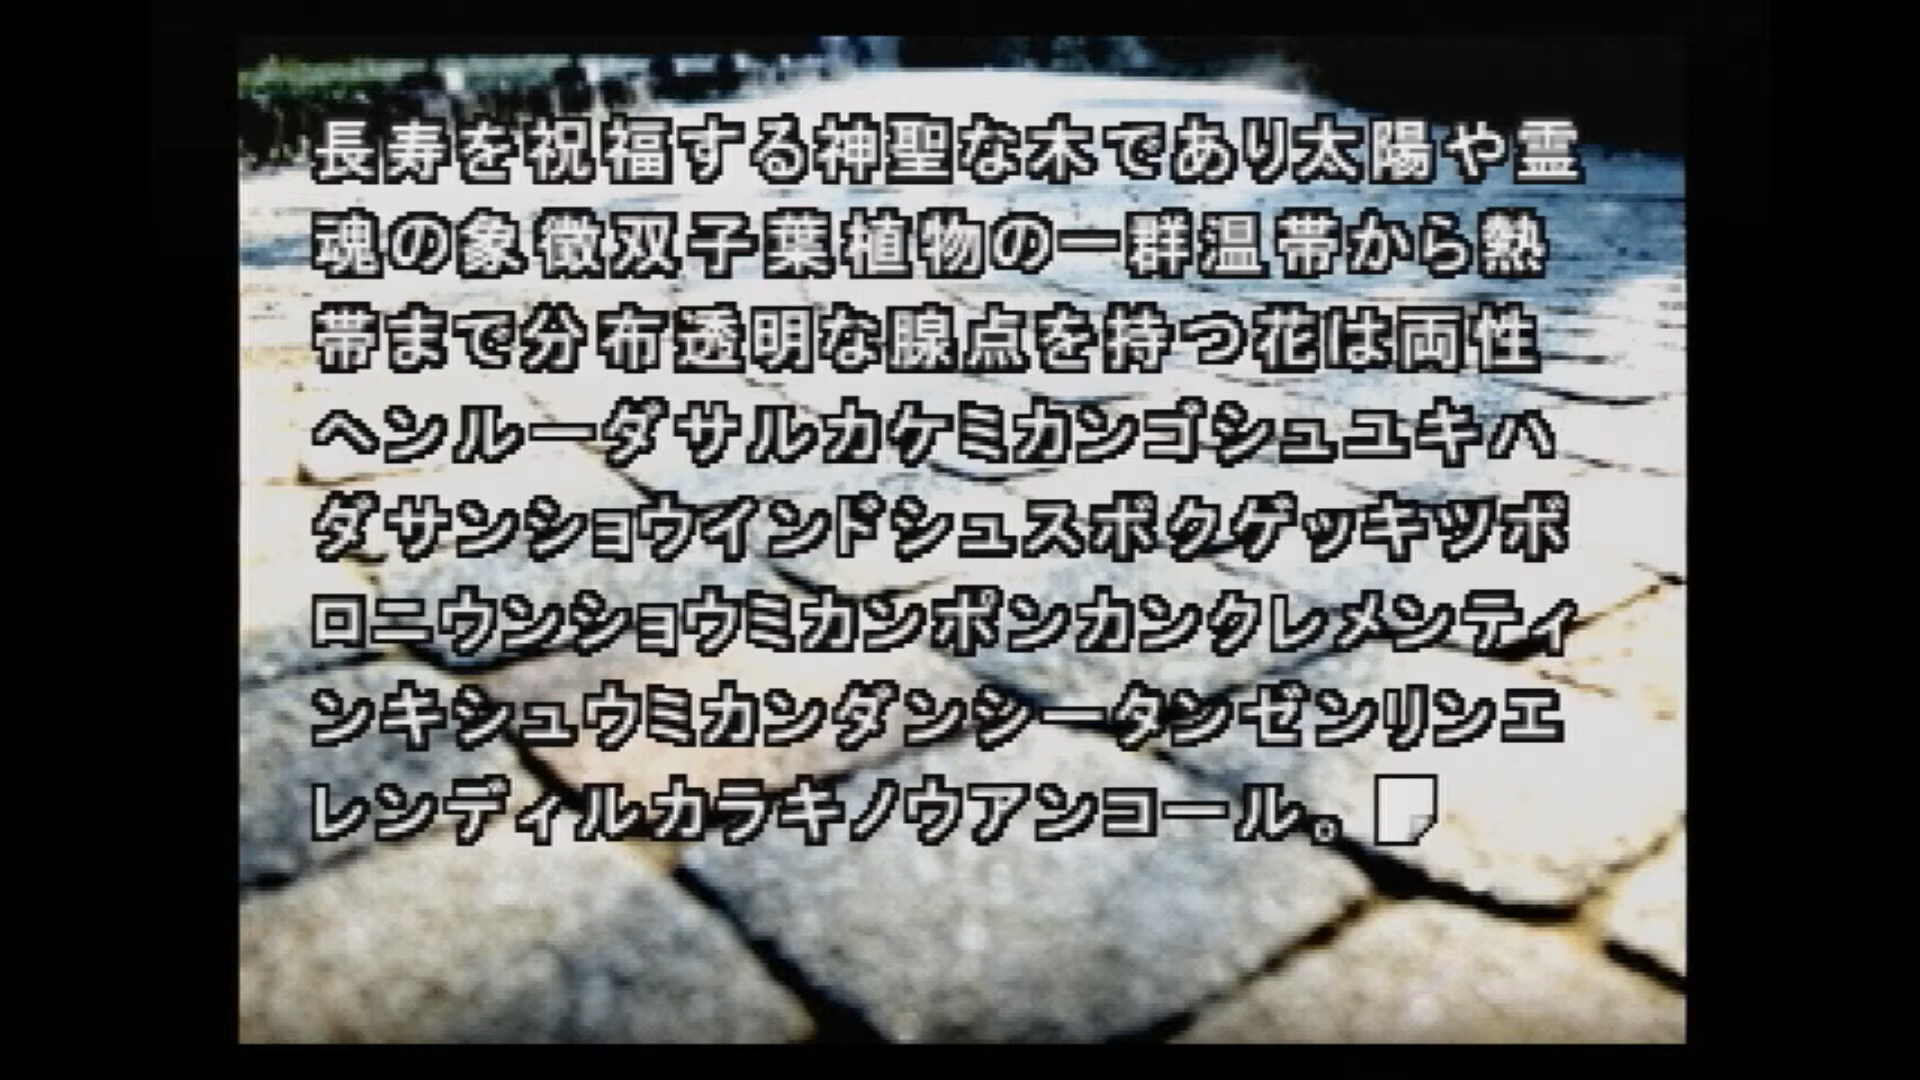 長寿を祝福する神聖な木であり太陽や霊
魂の象徴双子葉植物の一群温帯から熱
帯まで分布透明な腺点を持つ花は両性
ヘンルーダサルカケミカンゴシュユキハ
ダサンショウインドシュスボクゲッキツボ
ロニウンショウミカンポンカンクレメンティ
ンキシュウミカンダンシータンゼンリンエ
レンディルカラキノウアンコール。